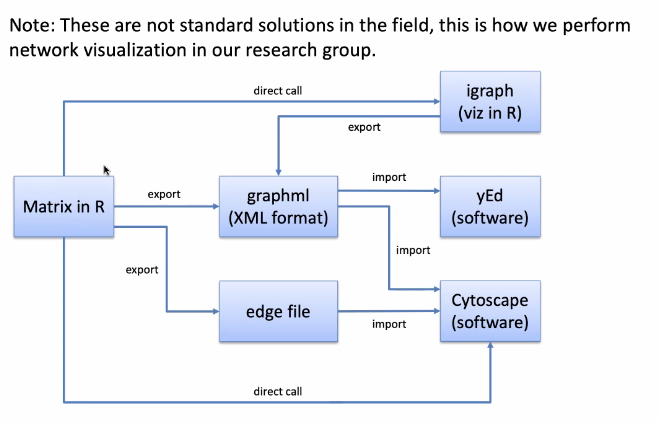 Note: These are not standard solutions in the field, this is how we perform
network visualization in our research group.
direct call
igraph
(viz in R)
export
import
Matrix in R
export
graphml
(XML format)
yEd
(software)
import
export
edge file
import
Cytoscape
(software)
direct call